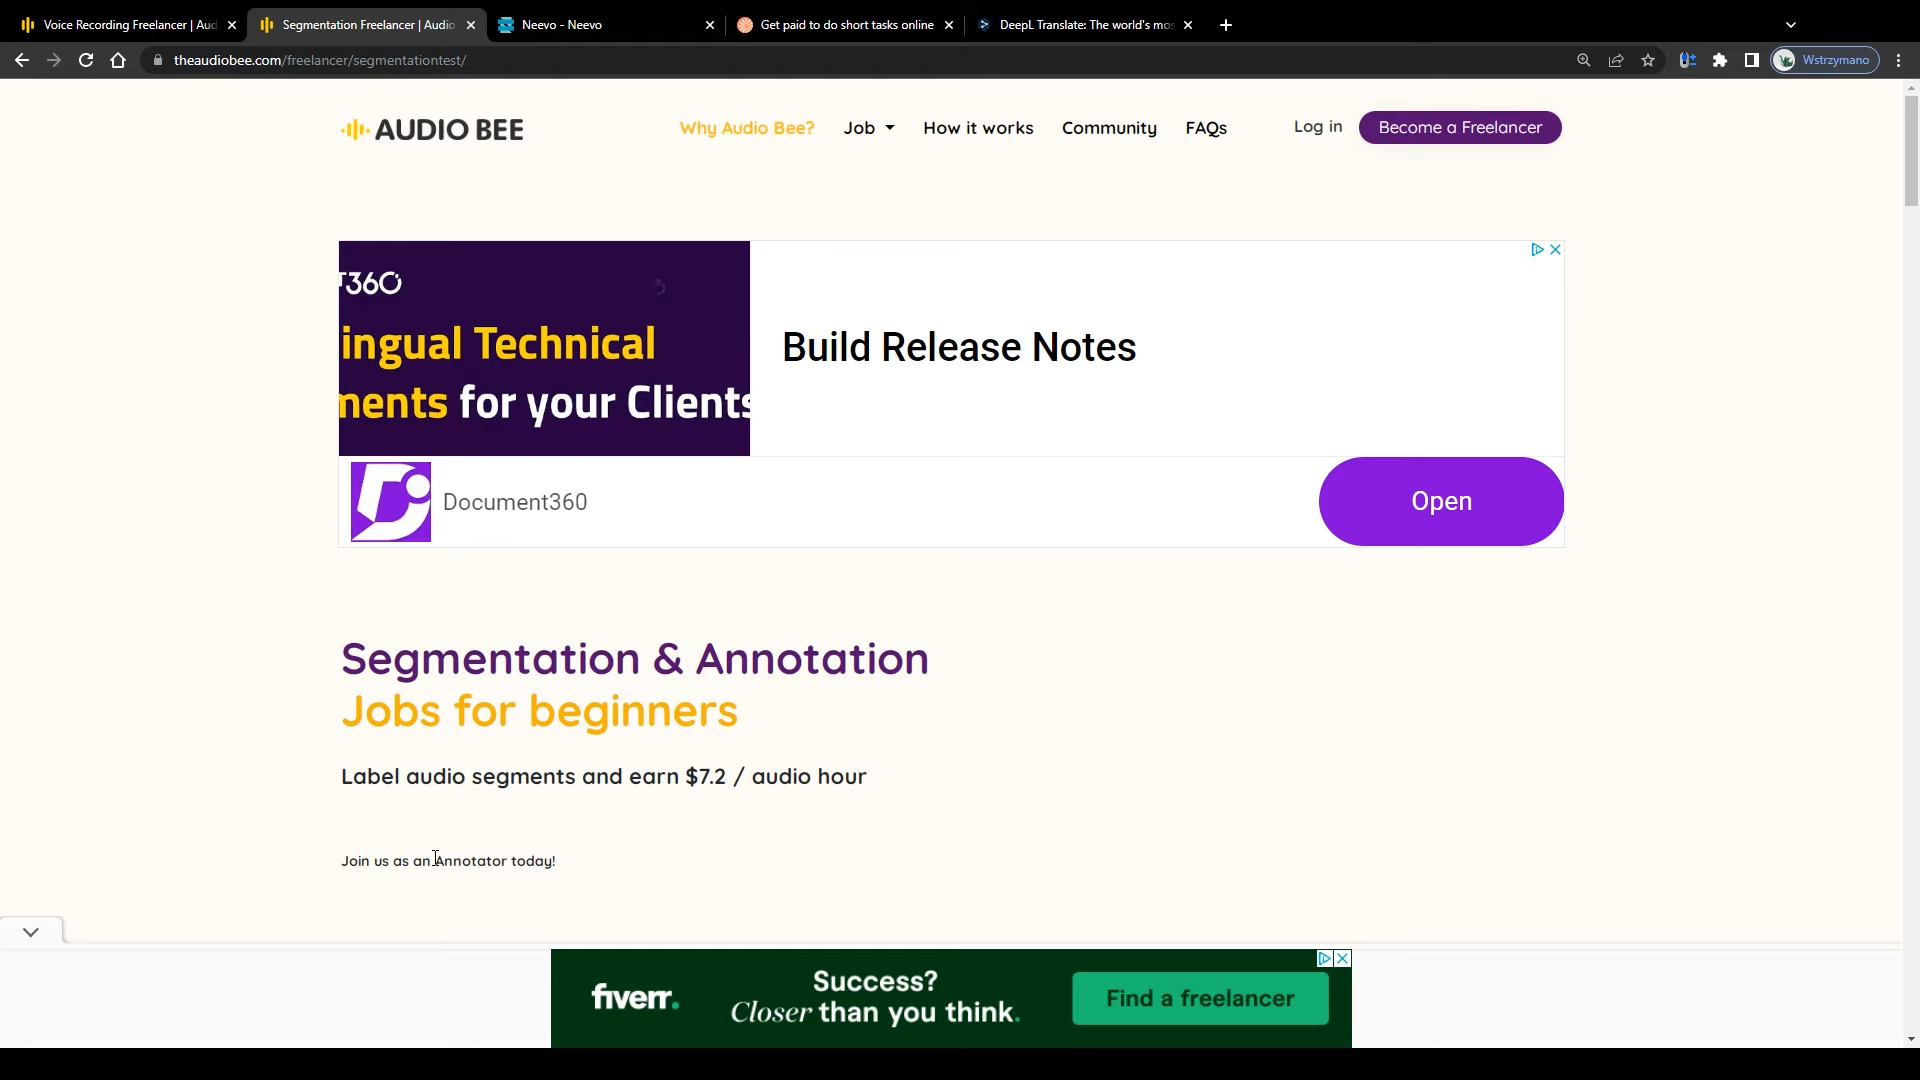 Voice Recording Freelancer | Aud
Segmentation Freelancer | Audio
Neevo - Neevo
Get paid to do short tasks online
DeepL Translate: The world's mos
theaudiobee.com/freelancer/segmentationtest/
Wstrzymano
AUDIO BEE
Why Audio Bee?
Job
How it works
Community
FAQs
Log in
Become a Freelancer
T360
ingual Technical
ments for your Clients
Build Release Notes
Document360
Open
Segmentation & Annotation
Jobs for beginners
Label audio segments and earn $7.2 / audio hour
Join us as an Annotator today!
fiverr.
Success?
Closer than you think.
Find a freelancer